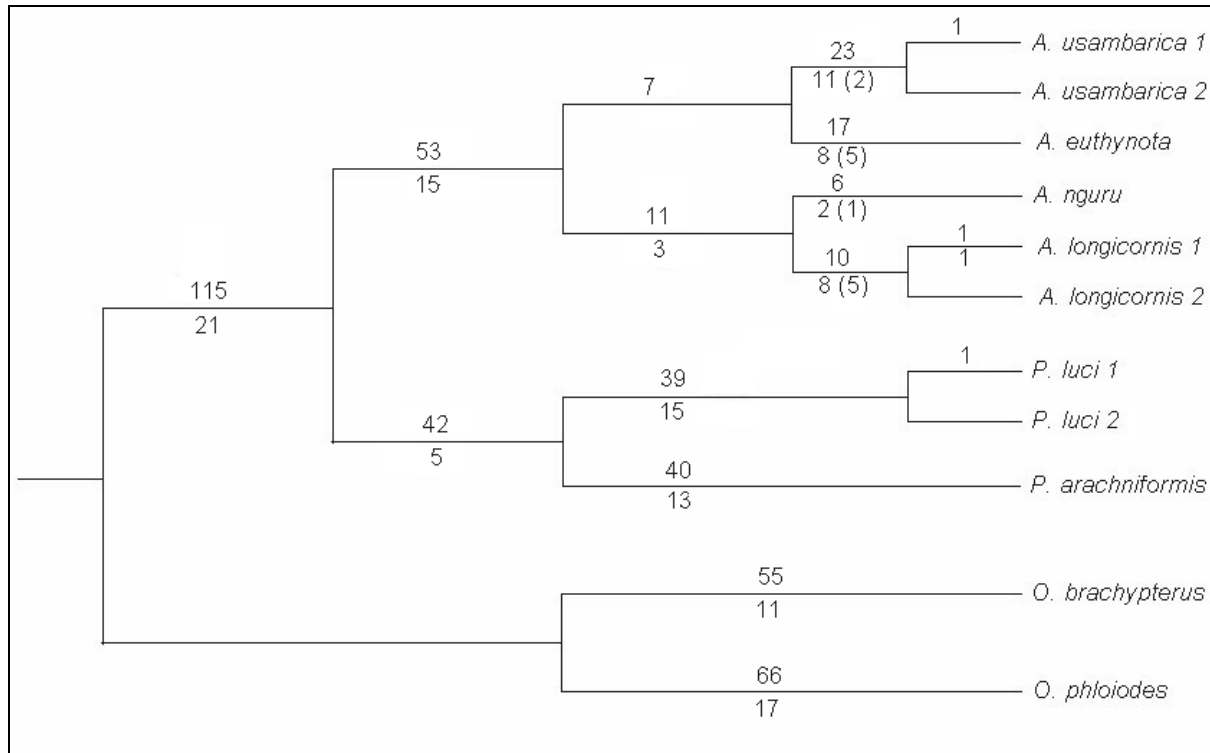 1
A. usambarica 1
23
11 (2)
A. usambarica 2
7
17
8 (5)
A. euthynota
53
15
6
2 (1)
A. nguru
11
3
1
1
A. longicornis 1
10
8 (5)
A. longicornis 2
115
21
1
P. luci 1
39
15
P. luci 2
42
5
40
13
P. arachniformis
55
11
O. brachypterus
66
17
O. phloiodes